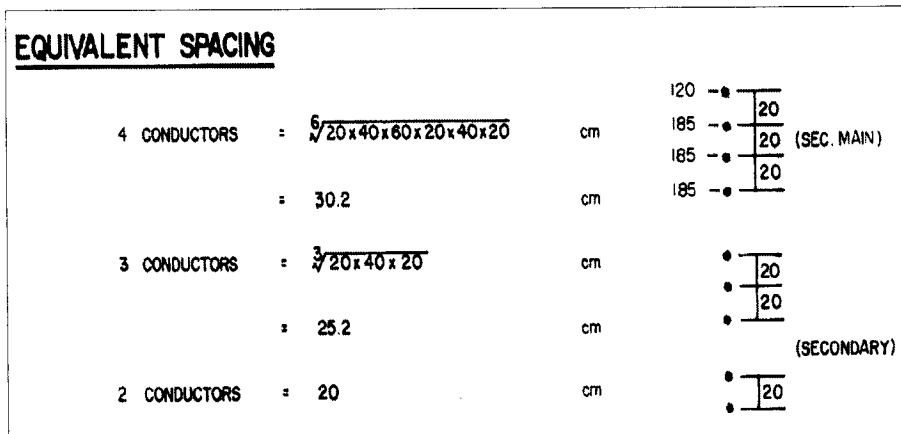 EQUIVALENT SPACING
4 CONDUCTORS = ⁶√20x40x60x20x40x20 cm
= 30.2 cm
120
185
185
185
20
20
20
(SEC. MAIN)
3 CONDUCTORS = ³√20x40x20 cm
= 25.2 cm
20
20
(SECONDARY)
2 CONDUCTORS = 20 cm
20